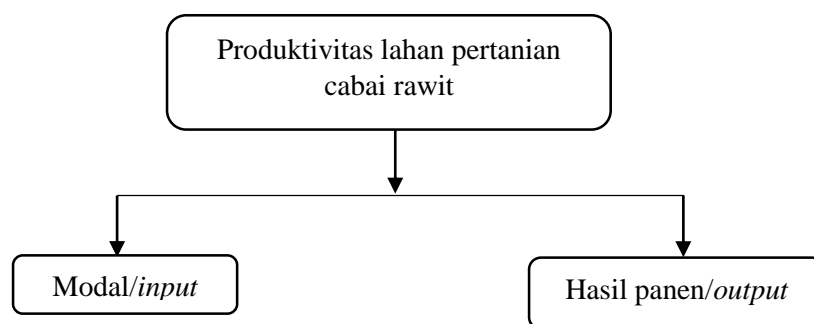 Produktivitas lahan pertanian
cabai rawit
Modal/input
Hasil panen/output